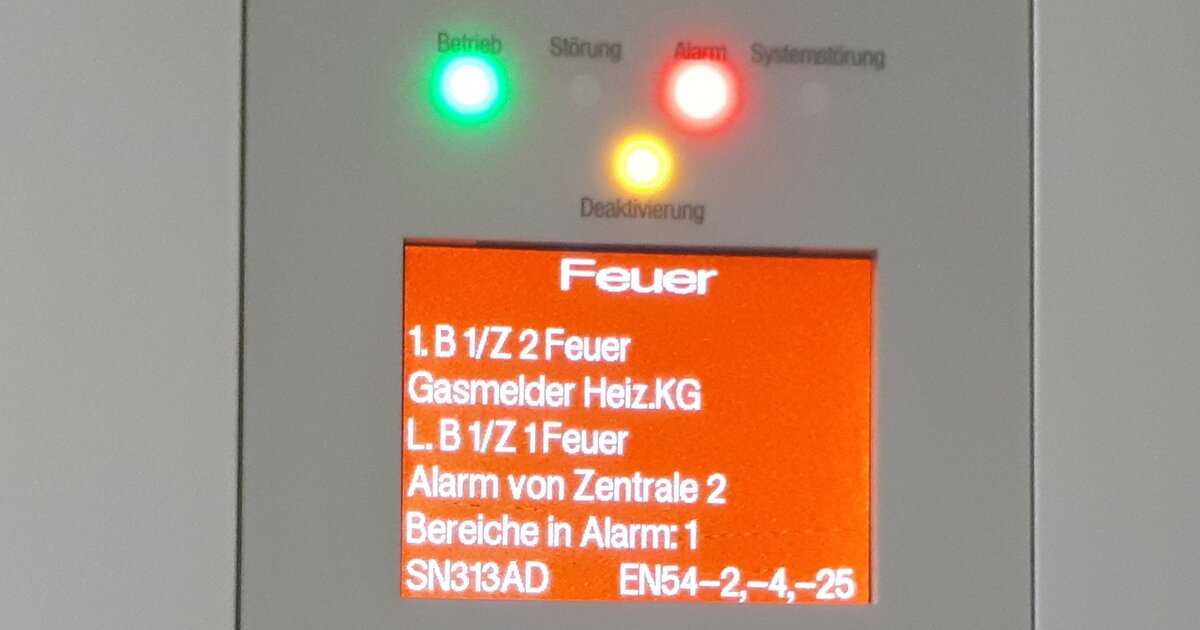 Betrieb Störung Alarm Systemstörung
Deaktivierung
Feuer
1. B 1/Z 2 Feuer
Gasmelder Heiz.KG
L. B 1/Z 1 Feuer
Alarm von Zentrale 2
Bereiche in Alarm: 1
SN313AD EN54-2,-4,-25